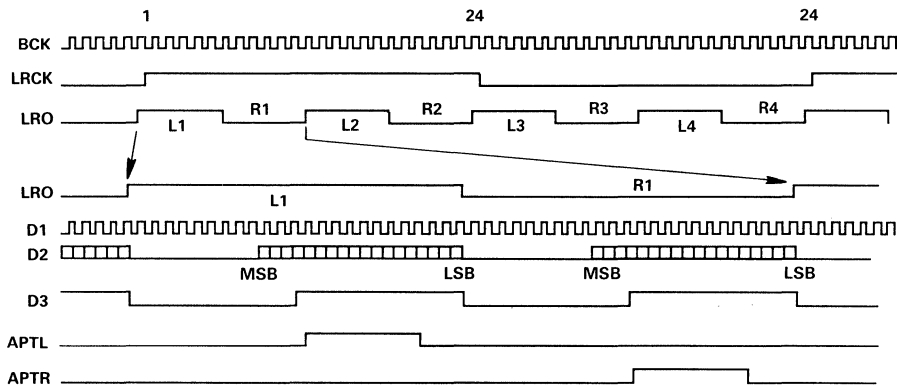 1 24 24
BCK
LRCK
LRO R1 R2 R3 R4
L1 L2 L3 L4
LRO R1
L1
D1
D2
MSB LSB MSB LSB
D3
APTL
APTR